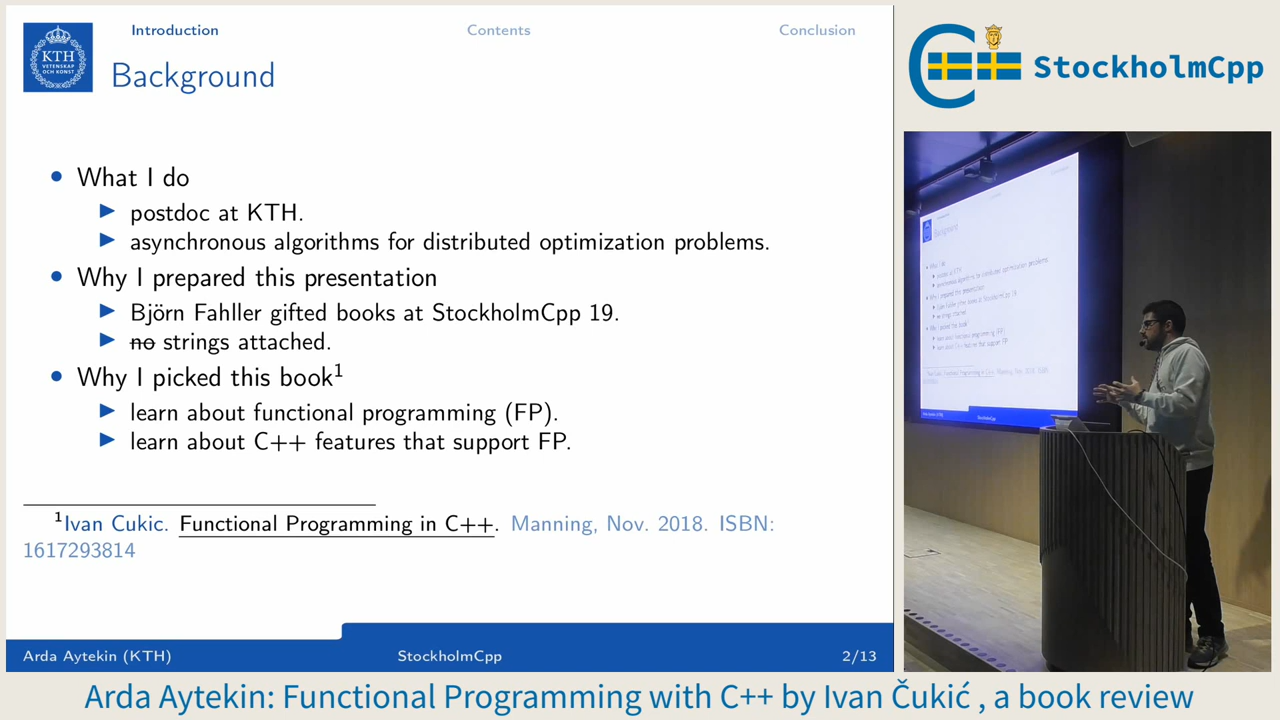 Introduction Contents Conclusion
KTH
VETENSKAP
OCH KONST
Background
StockholmCpp
• What I do
▶ postdoc at KTH.
▶ asynchronous algorithms for distributed optimization problems.
• Why I prepared this presentation
▶ Björn Fahller gifted books at StockholmCpp 19.
▶ no strings attached.
• Why I picked this book¹
▶ learn about functional programming (FP).
▶ learn about C++ features that support FP.
¹Ivan Cukic. Functional Programming in C++. Manning, Nov. 2018. ISBN:
1617293814
Arda Aytekin (KTH) StockholmCpp 2/13
Arda Aytekin: Functional Programming with C++ by Ivan Čukić , a book review